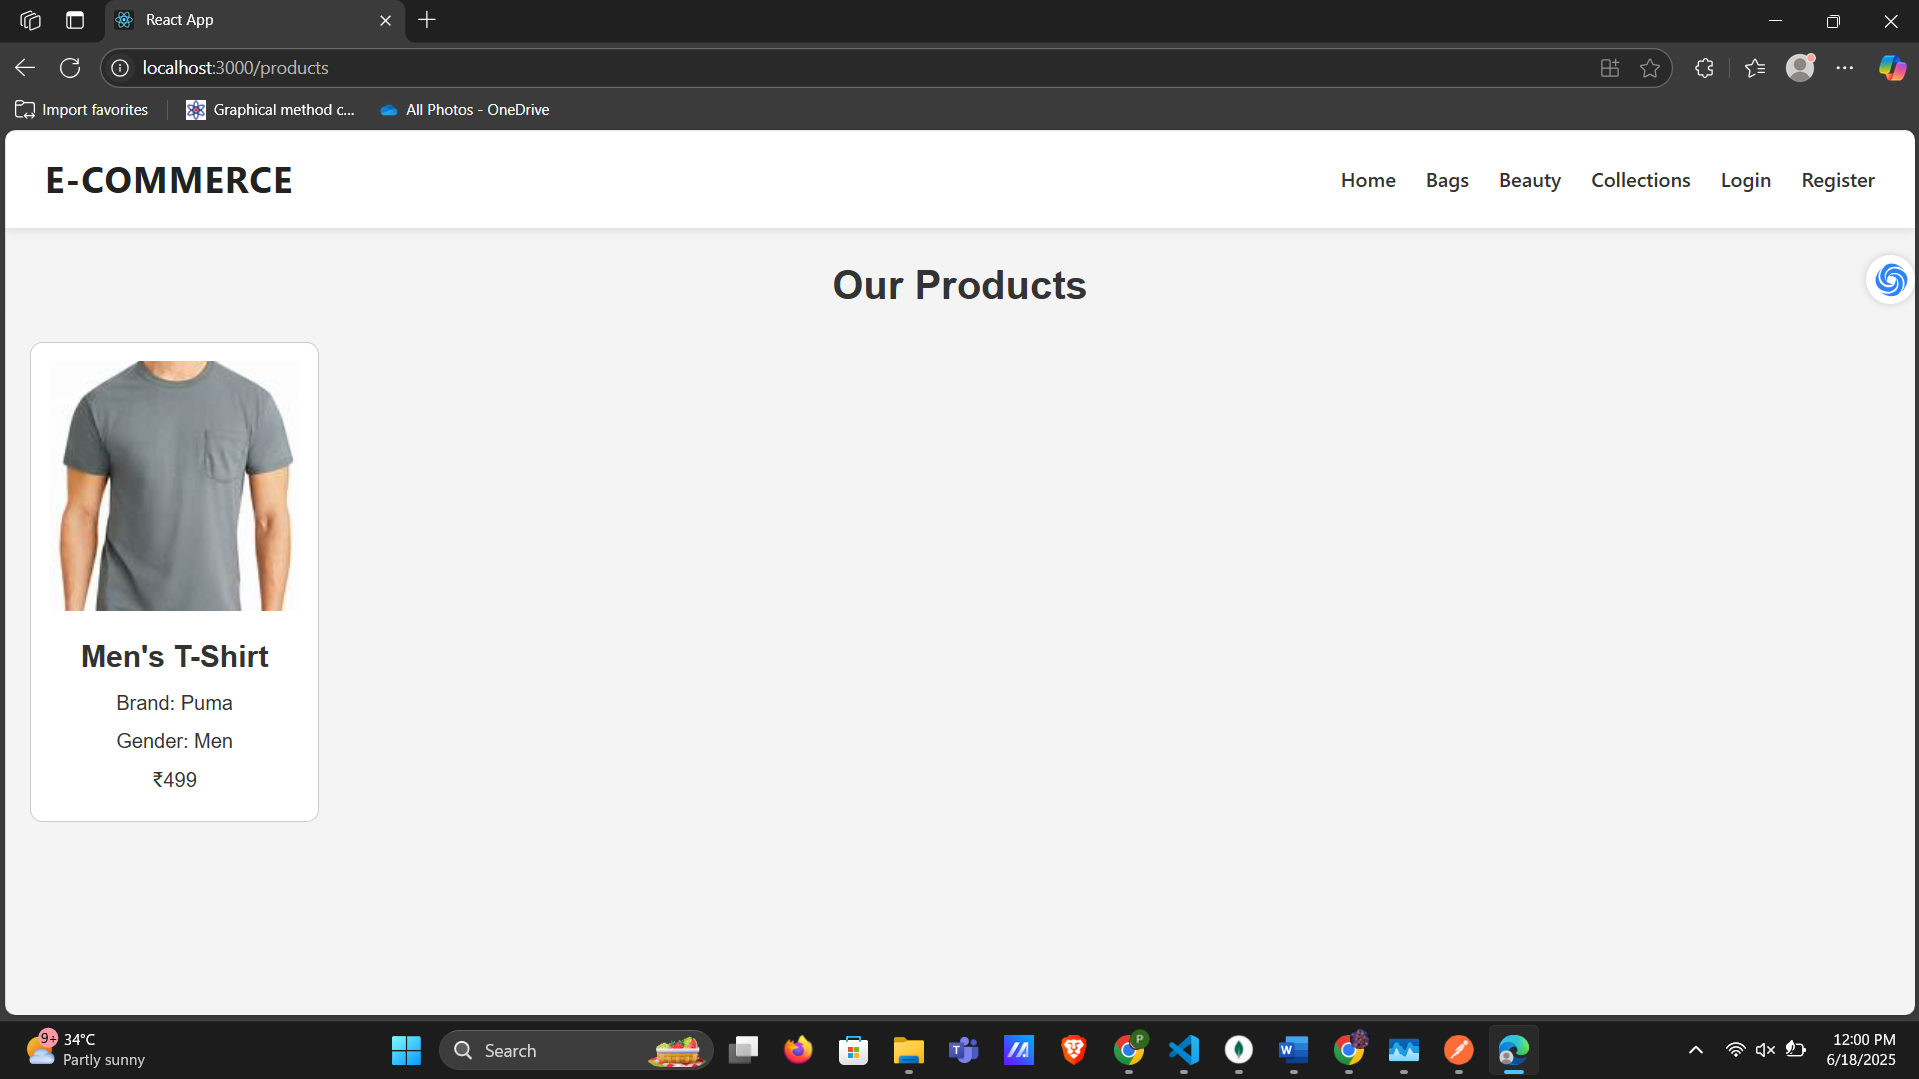 React App
localhost:3000/products
Import favorites
Graphical method c...
All Photos - OneDrive
E-COMMERCE
Home Bags Beauty Collections Login Register
Our Products
Men's T-Shirt
Brand: Puma
Gender: Men
₹499
9+
34°C
Partly sunny
Search
P
T
W
12:00 PM
6/18/2025